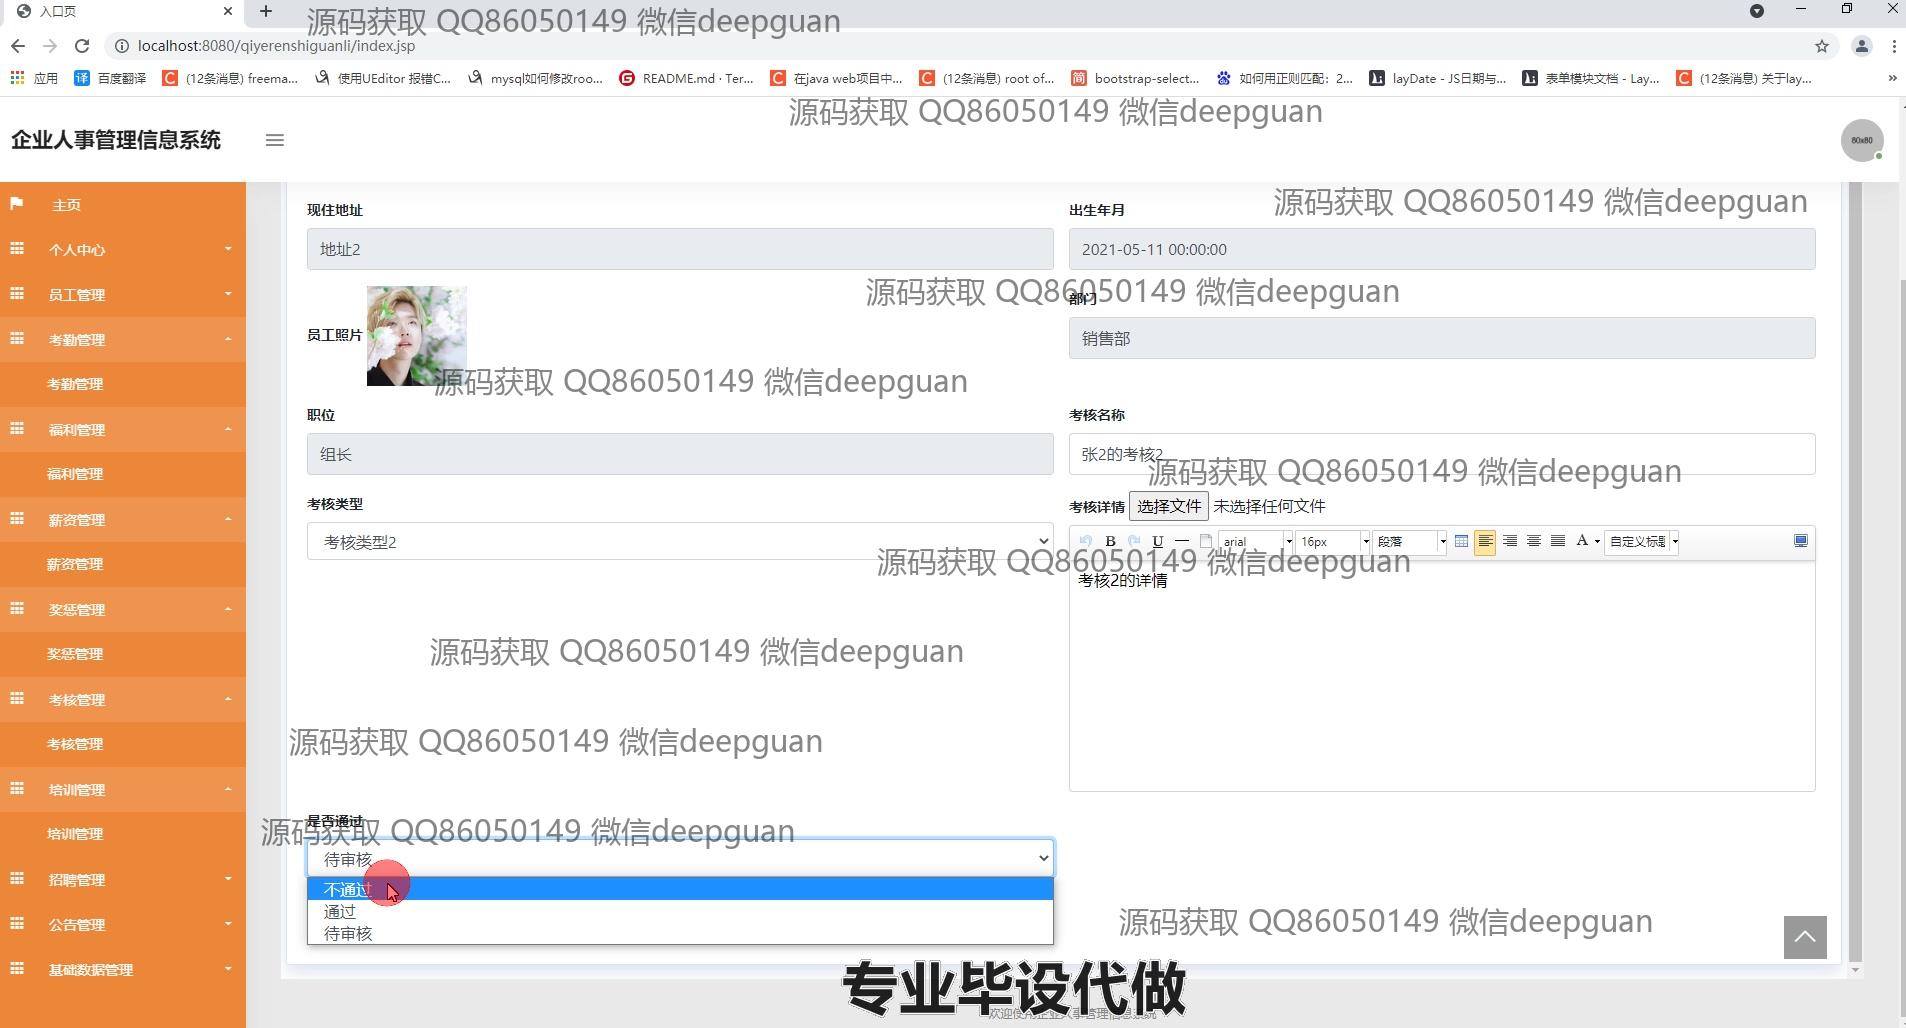 入口页
源码获取 QQ86050149 微信deepguan
localhost:8080/qiyerenshiguanli/index.jsp
应用 百度翻译 (12条消息) freema... 使用UEditor 报错C... mysql如何修改roo... README.md · Ter... 在java web项目中... (12条消息) root of... bootstrap-select... 如何用正则匹配：2... layDate - JS日期与... 表单模块文档 - Lay... (12条消息) 关于lay...
源码获取 QQ86050149 微信deepguan
企业人事管理信息系统
80x80
源码获取 QQ86050149 微信deepguan
主页
个人中心
员工管理
考勤管理
考勤管理
福利管理
福利管理
薪资管理
薪资管理
奖惩管理
奖惩管理
考核管理
考核管理
培训管理
培训管理
招聘管理
公告管理
基础数据管理
现住地址
地址2
出生年月
2021-05-11 00:00:00
源码获取 QQ86050149 微信deepguan
员工照片
部门
销售部
源码获取 QQ86050149 微信deepguan
职位
组长
考核名称
张2的考核2
源码获取 QQ86050149 微信deepguan
考核类型
考核类型2
考核详情 选择文件 未选择任何文件
B U arial 16px 段落 A 自定义标题
源码获取 QQ86050149 微信deepguan
考核2的详情
源码获取 QQ86050149 微信deepguan
源码获取 QQ86050149 微信deepguan
是否通过
源码获取 QQ86050149 微信deepguan
待审核
不通过
通过
待审核
源码获取 QQ86050149 微信deepguan
专业毕设代做
欢迎使用企业人事管理信息系统